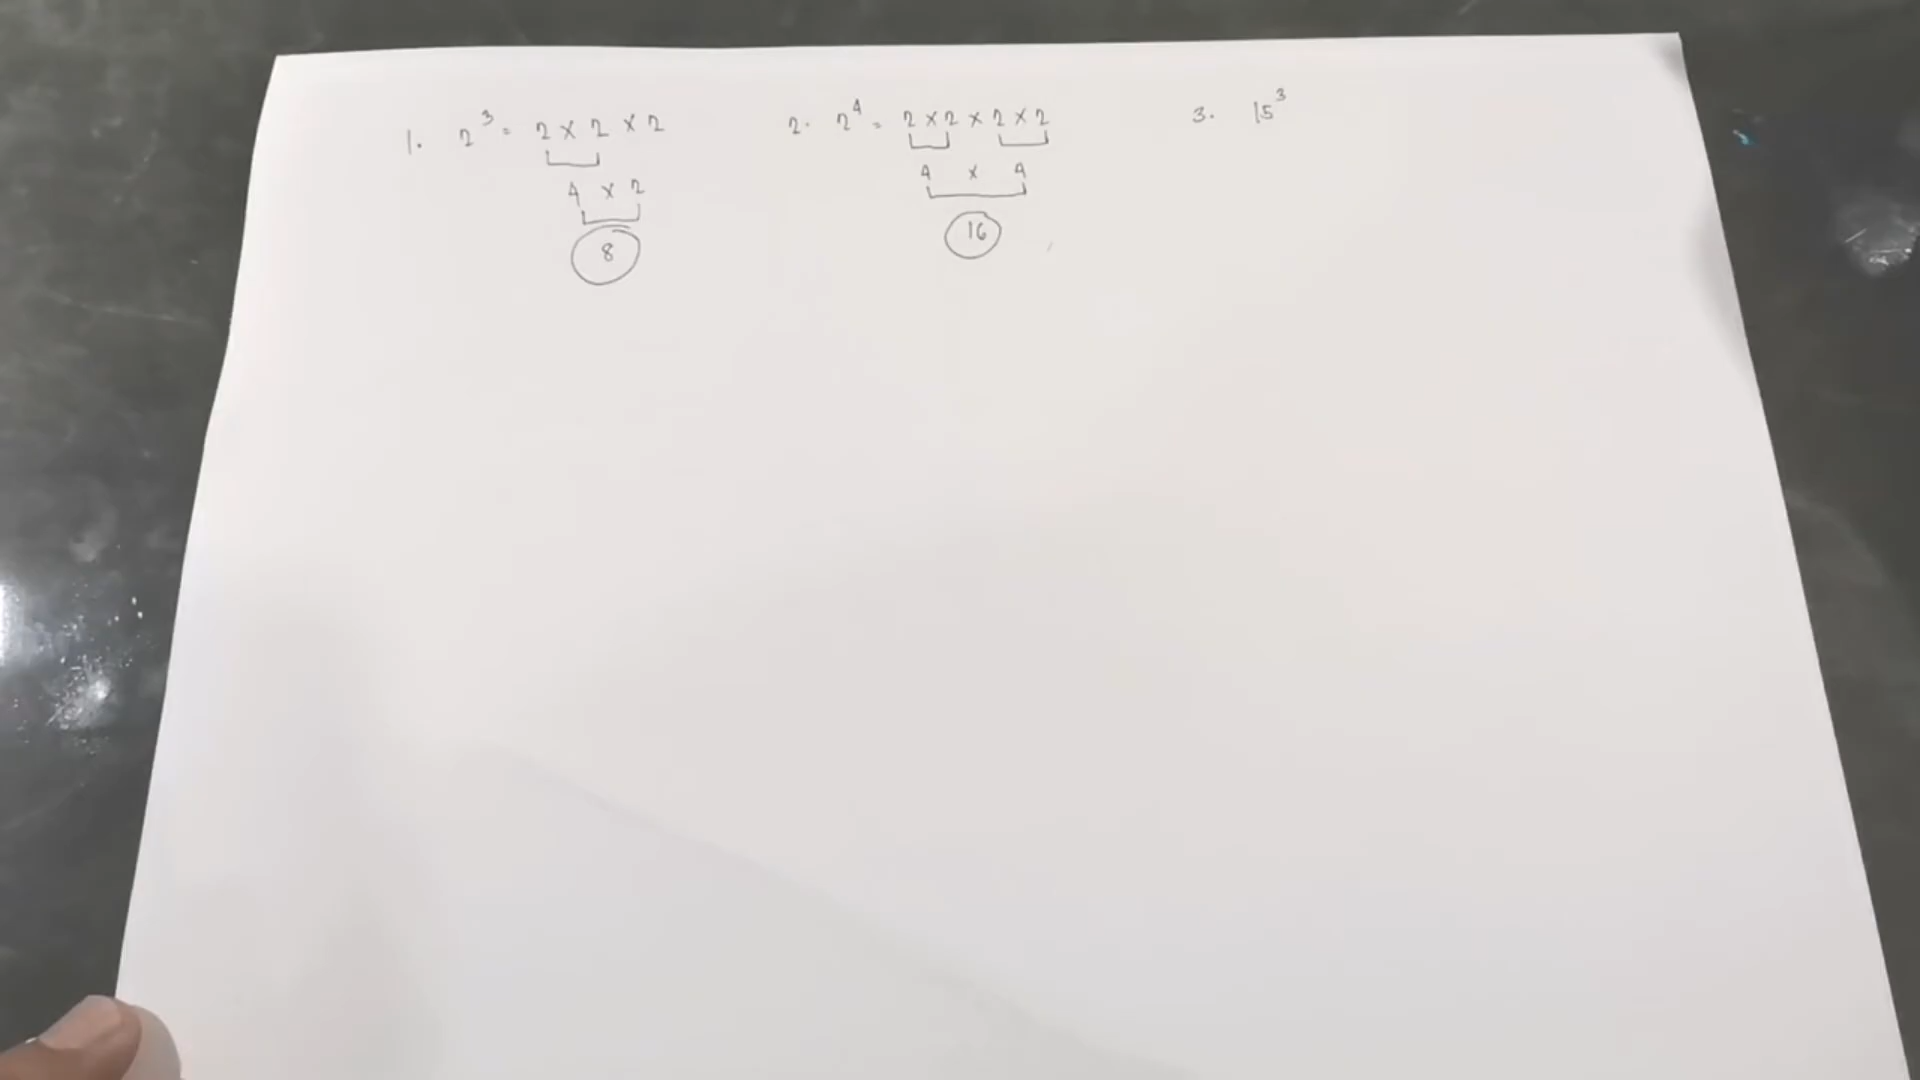 1. 2³ = 2 × 2 × 2
4 × 2
8
2. 2⁴ = 2 × 2 × 2 × 2
4 × 4
16
3. 15³